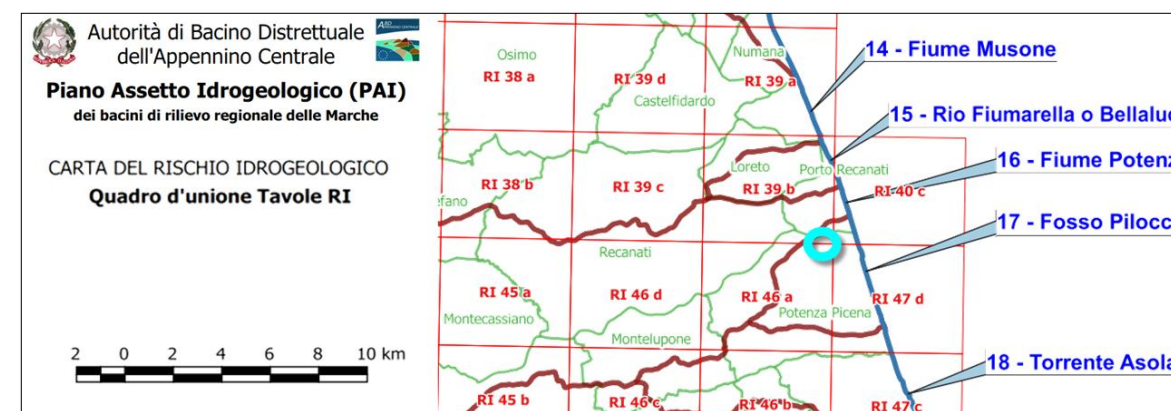 Autorità di Bacino Distrettuale
dell'Appennino Centrale
Piano Assetto Idrogeologico (PAI)
dei bacini di rilievo regionale delle Marche
CARTA DEL RISCHIO IDROGEOLOGICO
Quadro d'unione Tavole RI
2 0 2 4 6 8 10 km
Osimo
Numana
RI 38 a
RI 39 d
RI 39 a
Castelfidardo
14 - Fiume Musone
15 - Rio Fiumarella o Bellaluc
Loreto
Porto Recanati
16 - Fiume Potenz
RI 38 b
RI 39 c
RI 39 b
RI 40 c
efano
17 - Fosso Pilocc
Recanati
RI 45 a
RI 46 d
RI 46 a
RI 47 d
Montecassiano
Potenza Picena
Montelupone
18 - Torrente Asola
RI 45 b
RI 46 c
RI 46 b
RI 47 c